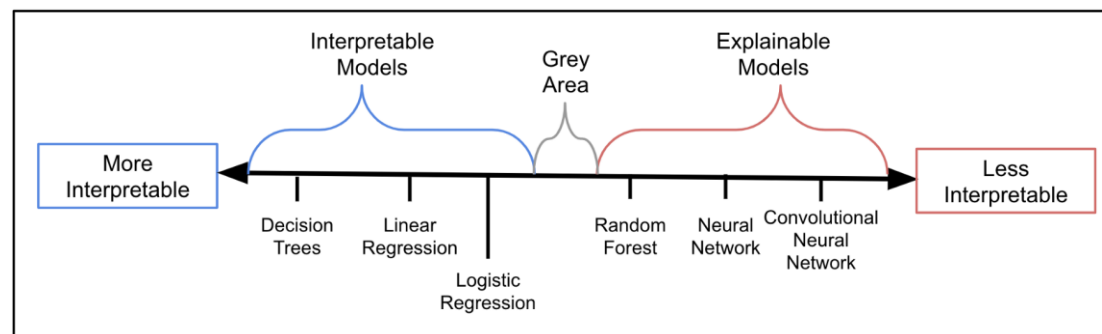 Interpretable
Models
Grey
Area
Explainable
Models
More
Interpretable
Less
Interpretable
Decision
Trees
Linear
Regression
Logistic
Regression
Random
Forest
Neural
Network
Convolutional
Neural
Network